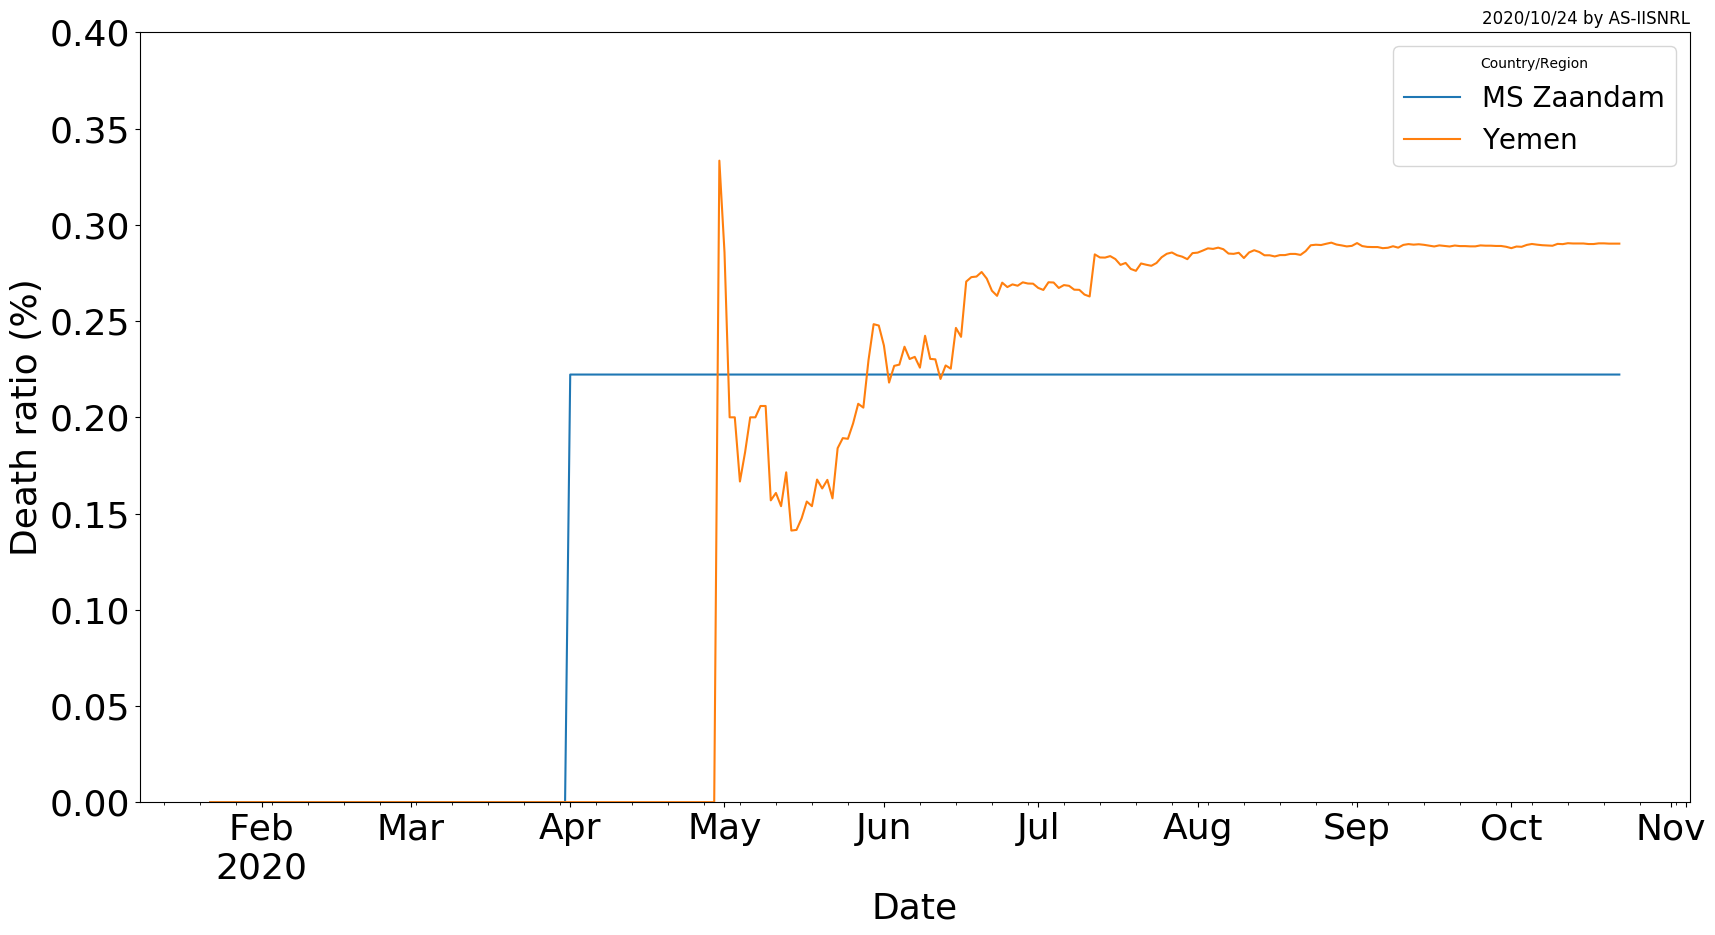 2020/10/24 by AS-IISNRL
Country/Region
MS Zaandam
Yemen
Death ratio (%)
0.40
0.35
0.30
0.25
0.20
0.15
0.10
0.05
0.00
Feb Mar Apr May Jun Jul Aug Sep Oct Nov
2020
Date